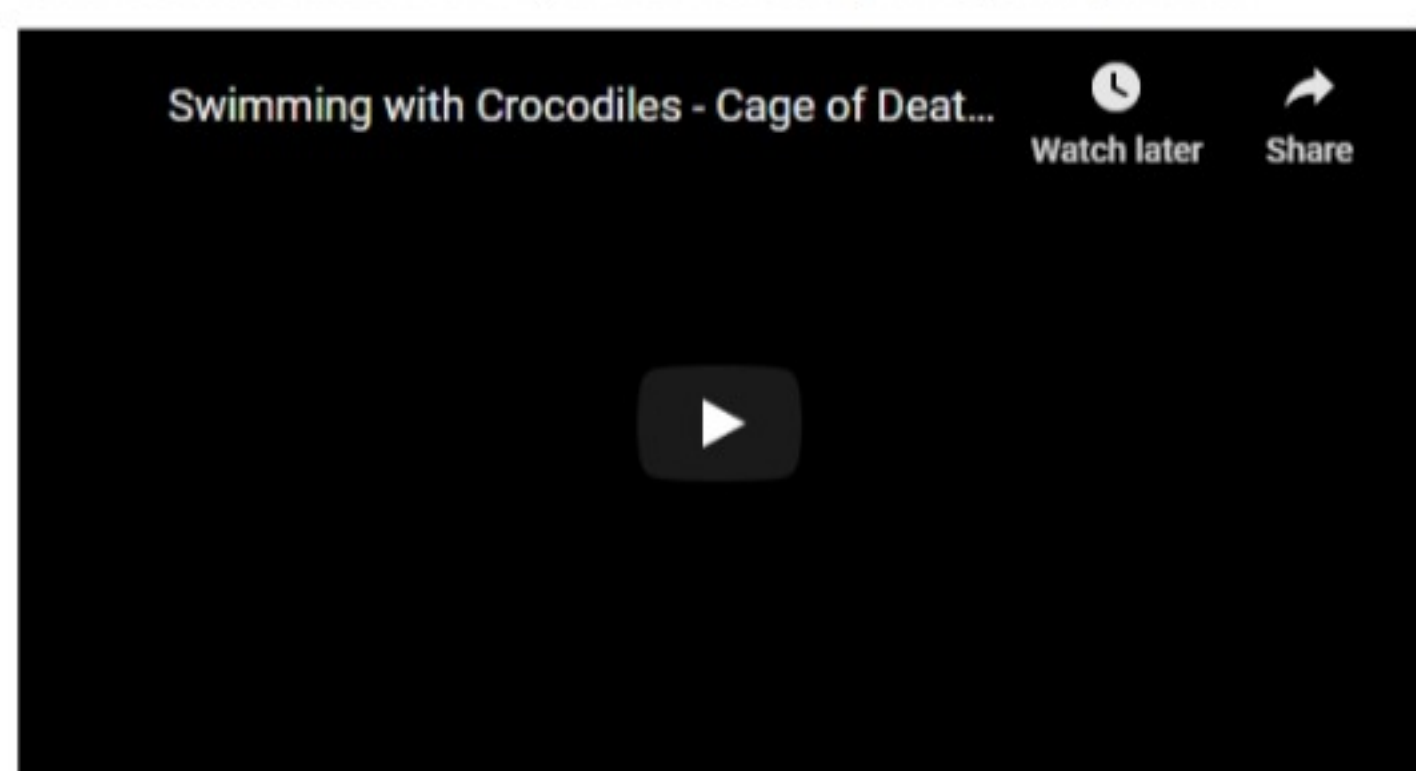 Swimming with Crocodiles - Cage of Deat...
Watch later
Share